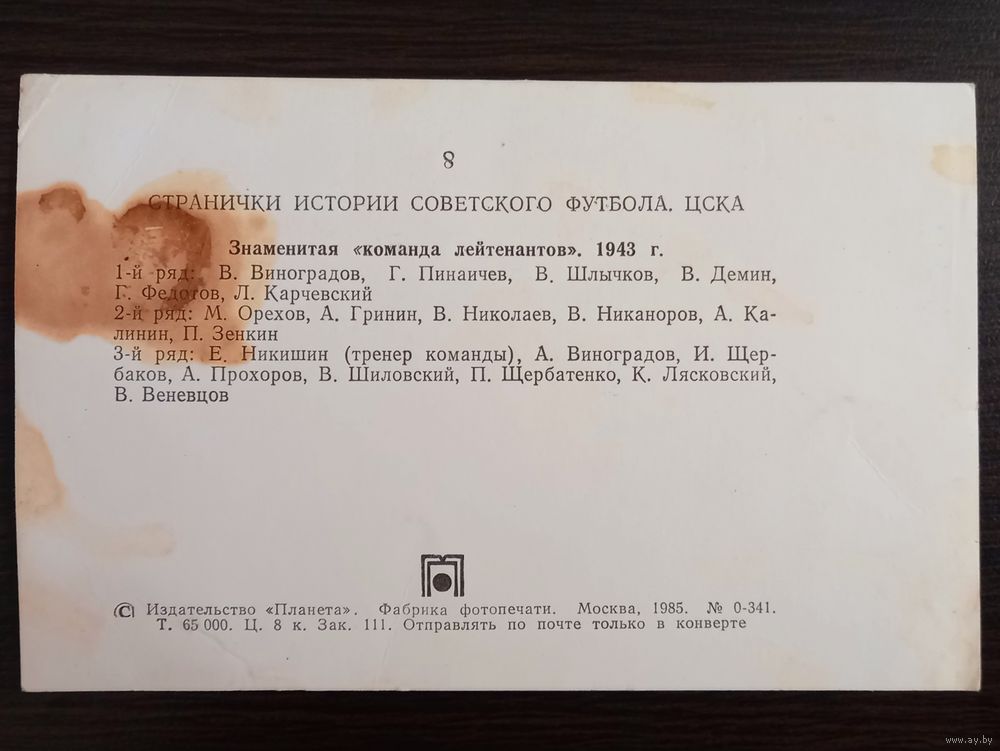 8
СТРАНИЧКИ ИСТОРИИ СОВЕТСКОГО ФУТБОЛА. ЦСКА
Знаменитая «команда лейтенантов». 1943 г.
1-й ряд: В. Виноградов, Г. Пинаичев, В. Шлычков, В. Демин,
Г. Федотов, Л. Карчевский
2-й ряд: М. Орехов, А. Гринин, В. Николаев, В. Никаноров, А. Ка-
линин, П. Зенкин
3-й ряд: Е. Никишин (тренер команды), А. Виноградов, И. Щер-
баков, А. Прохоров, В. Шиловский, П. Щербатенко, К. Лясковский,
В. Веневцов
© Издательство «Планета». Фабрика фотопечати. Москва, 1985. № 0-341.
Т. 65 000. Ц. 8 к. Зак. 111. Отправлять по почте только в конверте
www.ay.by